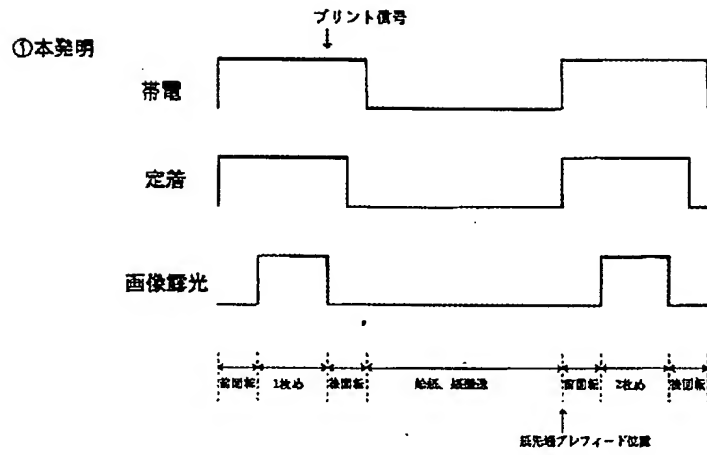 プリント信号
①本発明
帯電
定着
画像露光
前回転 1枚め 後回転 給紙、紙搬送 前回転 2枚め 後回転
紙先端プレフィード位置